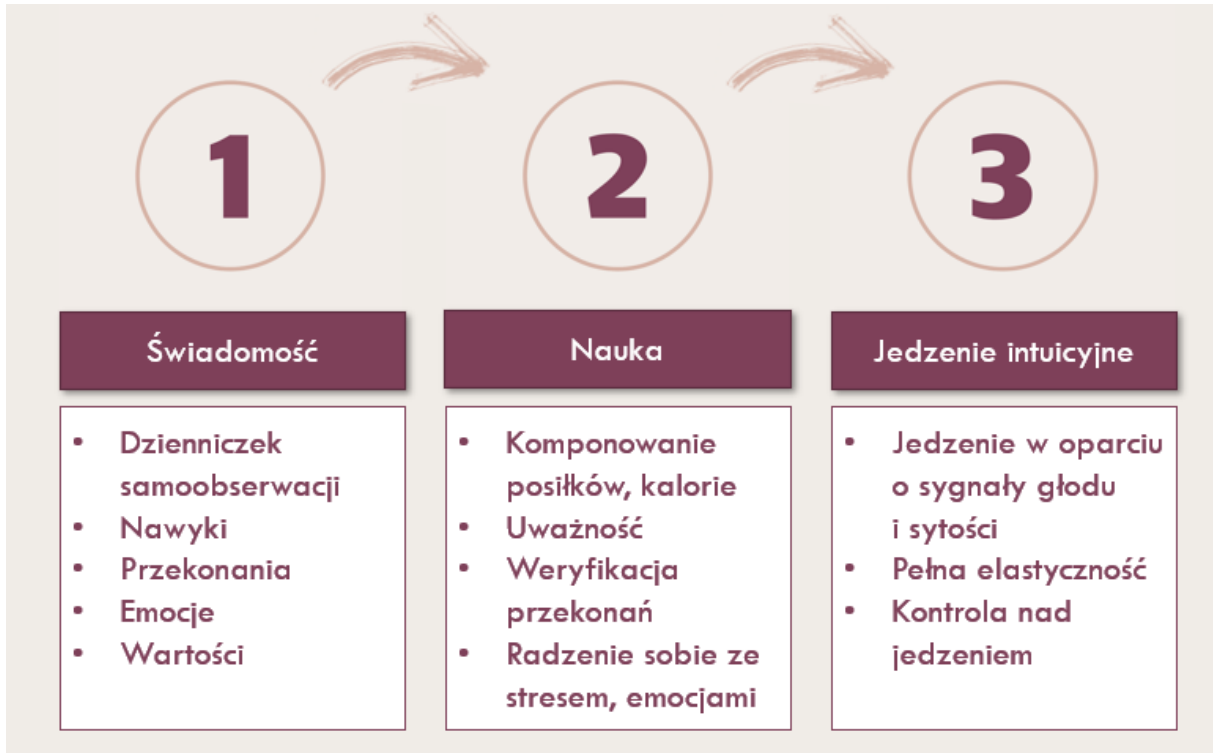 1
Świadomość
• Dzienniczek
samoobserwacji
• Nawyki
• Przekonania
• Emocje
• Wartości
2
Nauka
• Komponowanie
posiłków, kalorie
• Uważność
• Weryfikacja
przekonań
• Radzenie sobie ze
stresem, emocjami
3
Jedzenie intuicyjne
• Jedzenie w oparciu
o sygnały głodu
i sytości
• Pełna elastyczność
• Kontrola nad
jedzeniem